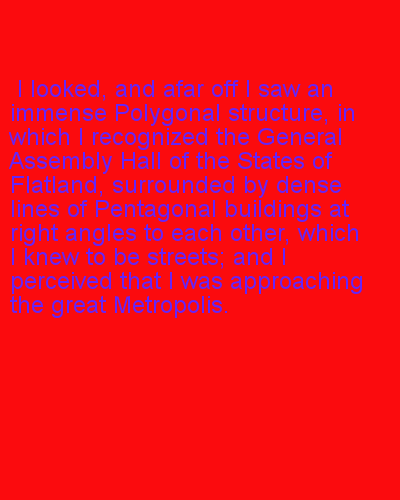 I looked, and afar off I saw an
immense Polygonal structure, in
which I recognized the General
Assembly Hall of the States of
Flatland, surrounded by dense
lines of Pentagonal buildings at
right angles to each other, which
I knew to be streets; and I
perceived that I was approaching
the great Metropolis.